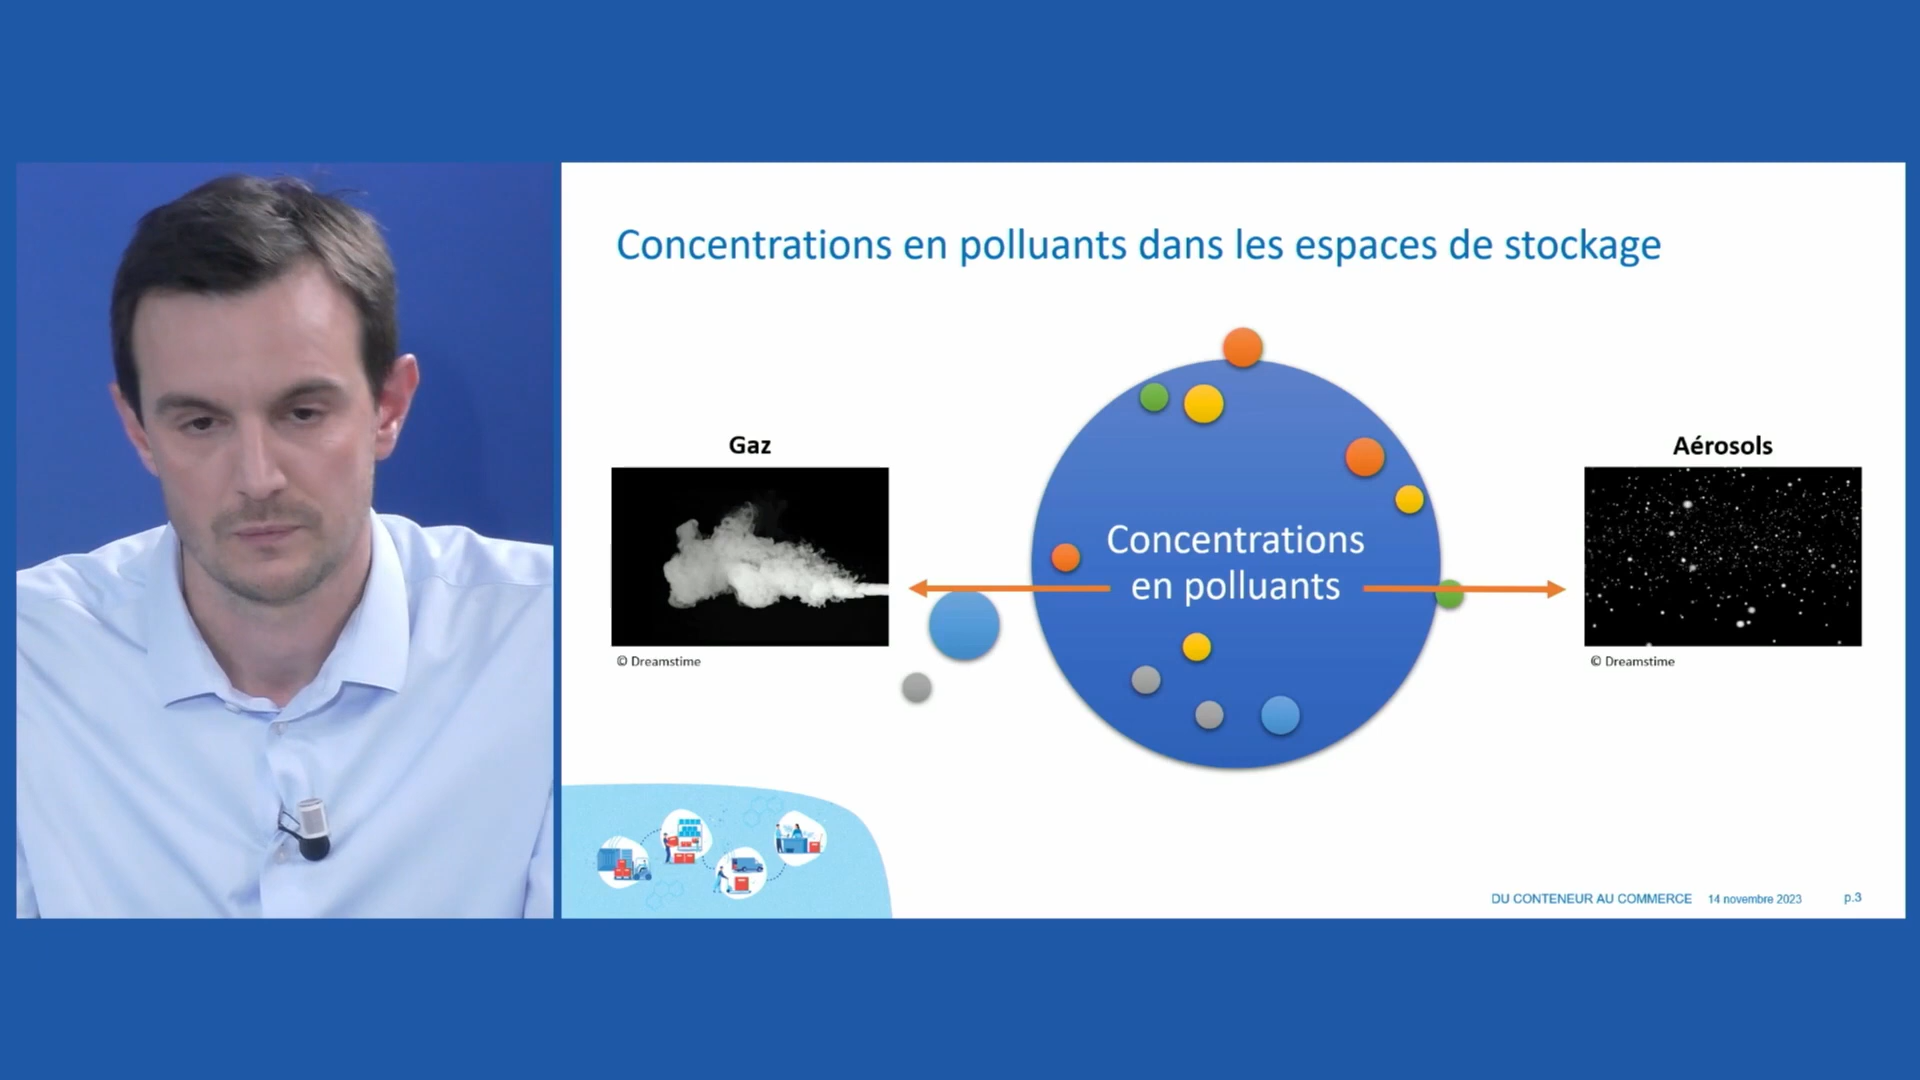 Concentrations en polluants dans les espaces de stockage
Gaz
© Dreamstime
Concentrations
en polluants
Aérosols
© Dreamstime
DU CONTENEUR AU COMMERCE 14 novembre 2023 p.3